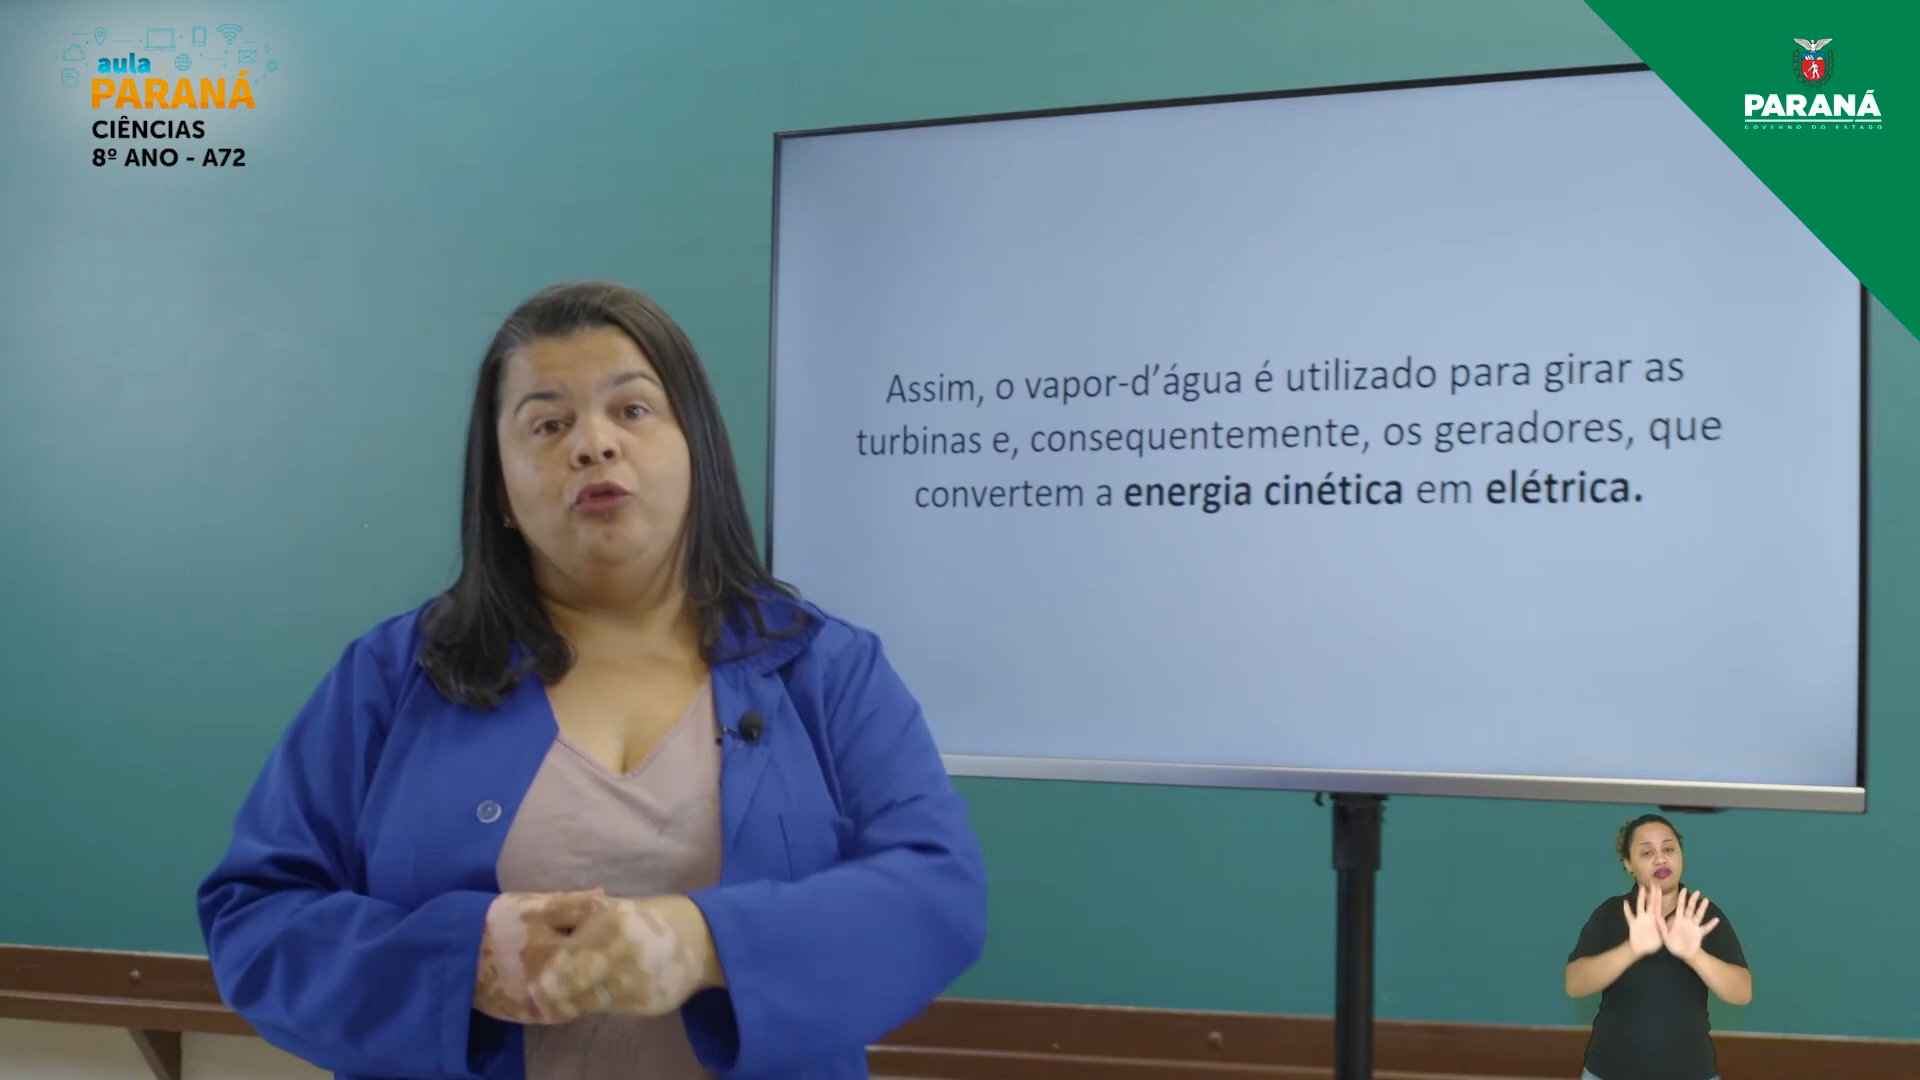 aula
PARANÁ
CIÊNCIAS
8º ANO - A72
PARANÁ
GOVERNO DO ESTADO
Assim, o vapor-d’água é utilizado para girar as
turbinas e, consequentemente, os geradores, que
convertem a energia cinética em elétrica.